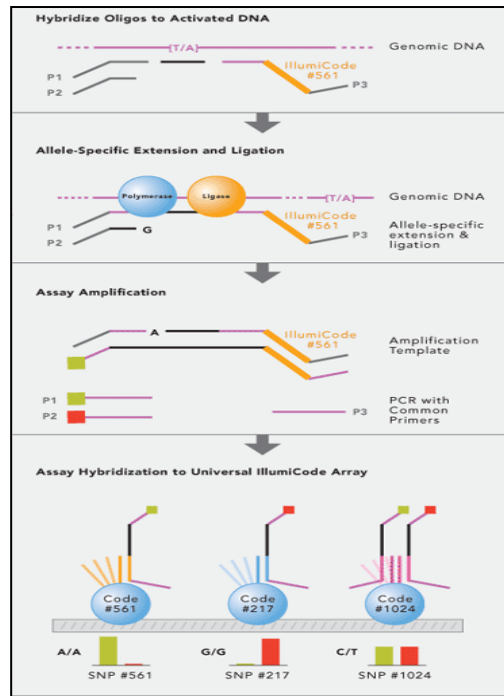 Hybridize Oligos to Activated DNA
[T/A]
Genomic DNA
P1
P2
IllumiCode
#561
P3
Allele-Specific Extension and Ligation
Polymerase
Ligase
[T/A]
Genomic DNA
P1
P2
G
IllumiCode
#561
P3
Allele-specific
extension &
ligation
Assay Amplification
A
IllumiCode
#561
Amplification
Template
P1
P2
P3
PCR with
Common
Primers
Assay Hybridization to Universal IllumiCode Array
Code
#561
Code
#217
Code
#1024
A/A
G/G
C/T
SNP #561
SNP #217
SNP #1024